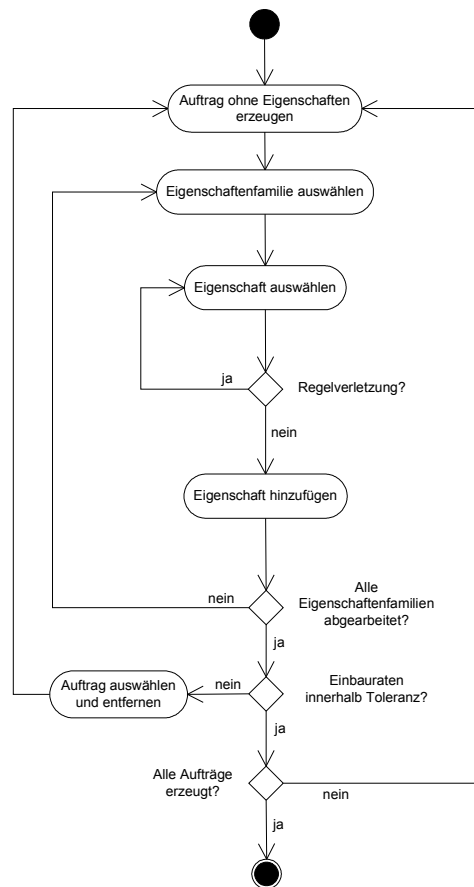 Auftrag ohne Eigenschaften
erzeugen
Eigenschaftenfamilie auswählen
Eigenschaft auswählen
ja
Regelverletzung?
nein
Eigenschaft hinzufügen
nein
Alle
Eigenschaftenfamilien
abgearbeitet?
ja
Auftrag auswählen
und entfernen
nein
Einbauraten
innerhalb Toleranz?
ja
Alle Aufträge
erzeugt?
nein
ja